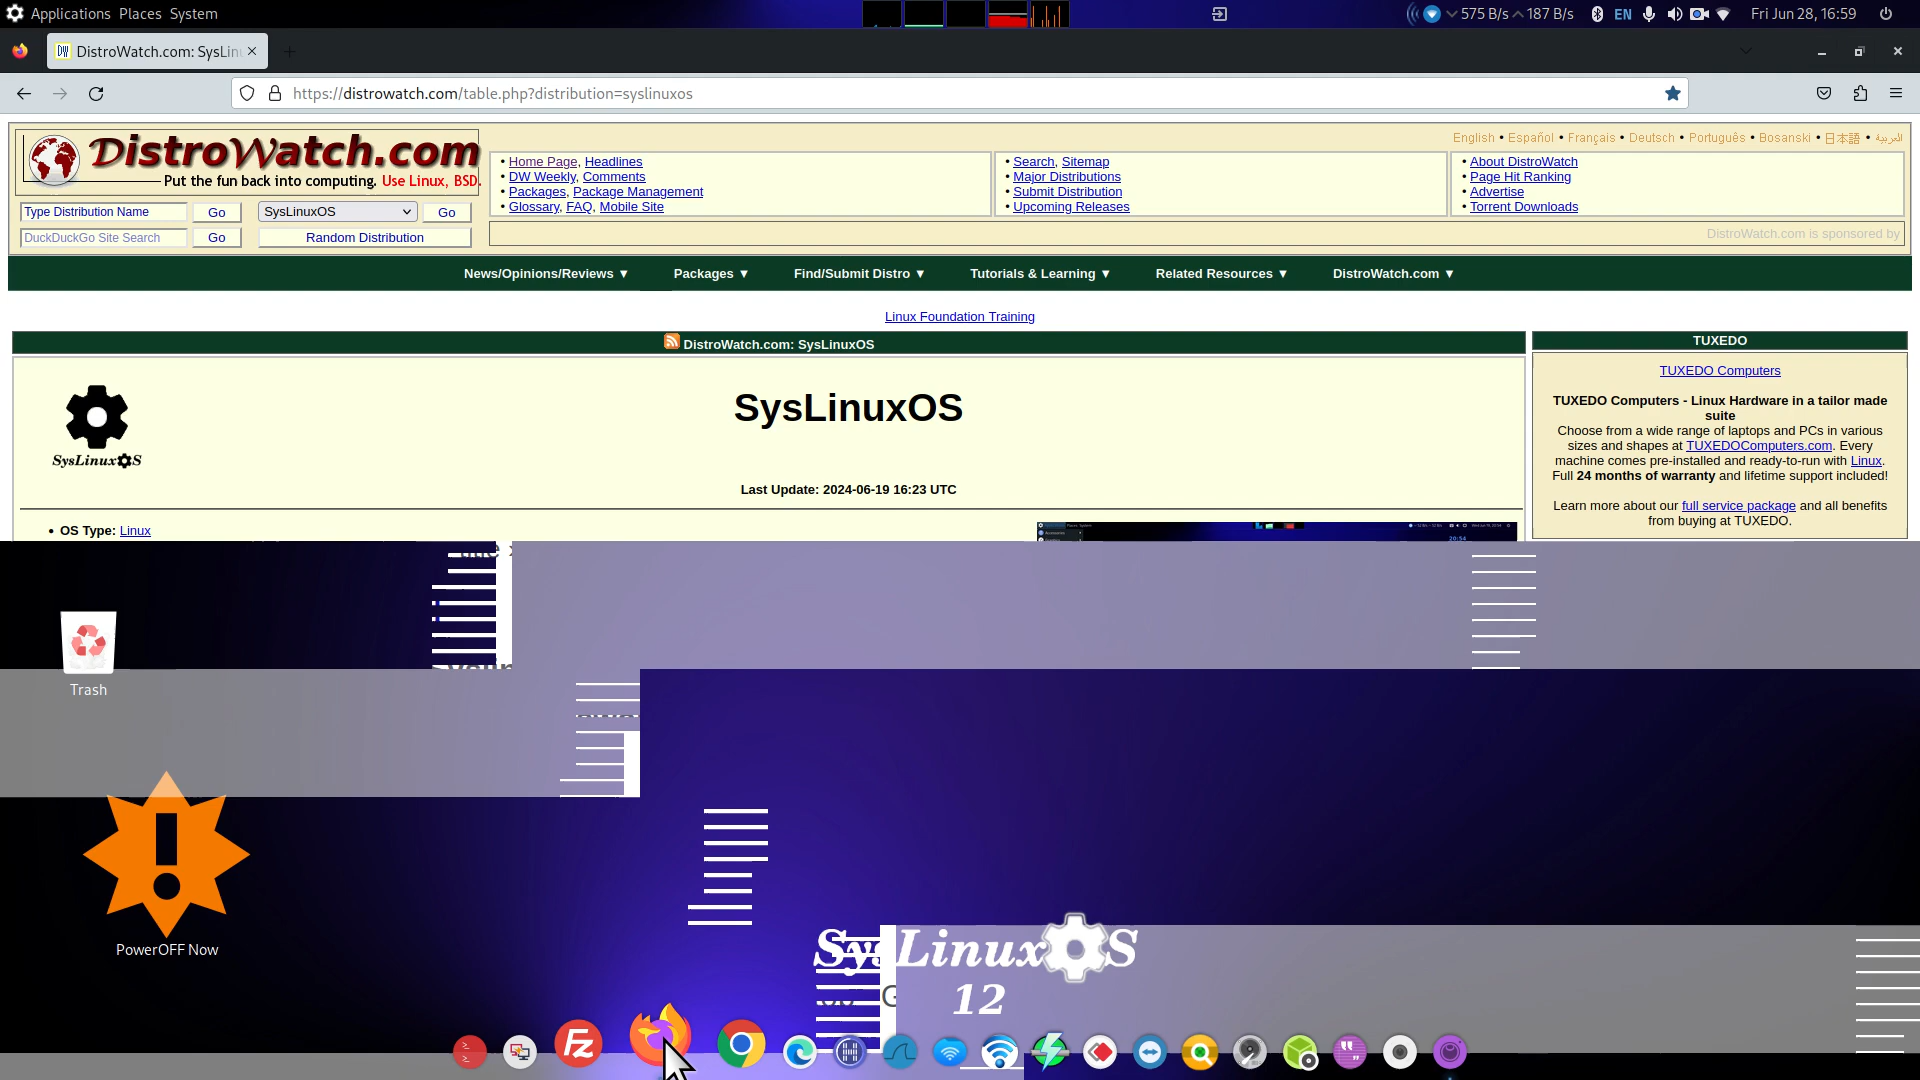 Applications Places System
575 B/s 187 B/s EN Fri Jun 28, 16:59
DistroWatch.com: SysLin
https://distrowatch.com/table.php?distribution=syslinuxos
DistroWatch.com
Put the fun back into computing. Use Linux, BSD.
English • Español • Français • Deutsch • Português • Bosanski • 日本語 • العربية
• Home Page, Headlines
• DW Weekly, Comments
• Packages, Package Management
• Glossary, FAQ, Mobile Site
• Search, Sitemap
• Major Distributions
• Submit Distribution
• Upcoming Releases
• About DistroWatch
• Page Hit Ranking
• Advertise
• Torrent Downloads
Type Distribution Name Go SysLinuxOS Go
DuckDuckGo Site Search Go Random Distribution
DistroWatch.com is sponsored by
News/Opinions/Reviews ▼ Packages ▼ Find/Submit Distro ▼ Tutorials & Learning ▼ Related Resources ▼ DistroWatch.com ▼
Linux Foundation Training
DistroWatch.com: SysLinuxOS
SysLinuxOS
SysLinuxOS
Last Update: 2024-06-19 16:23 UTC
• OS Type: Linux
TUXEDO
TUXEDO Computers
TUXEDO Computers - Linux Hardware in a tailor made
suite
Choose from a wide range of laptops and PCs in various
sizes and shapes at TUXEDOComputers.com. Every
machine comes pre-installed and ready-to-run with Linux.
Full 24 months of warranty and lifetime support included!
Learn more about our full service package and all benefits
from buying at TUXEDO.
20:54
Trash
PowerOFF Now
SysLinuxOS
12
Fz